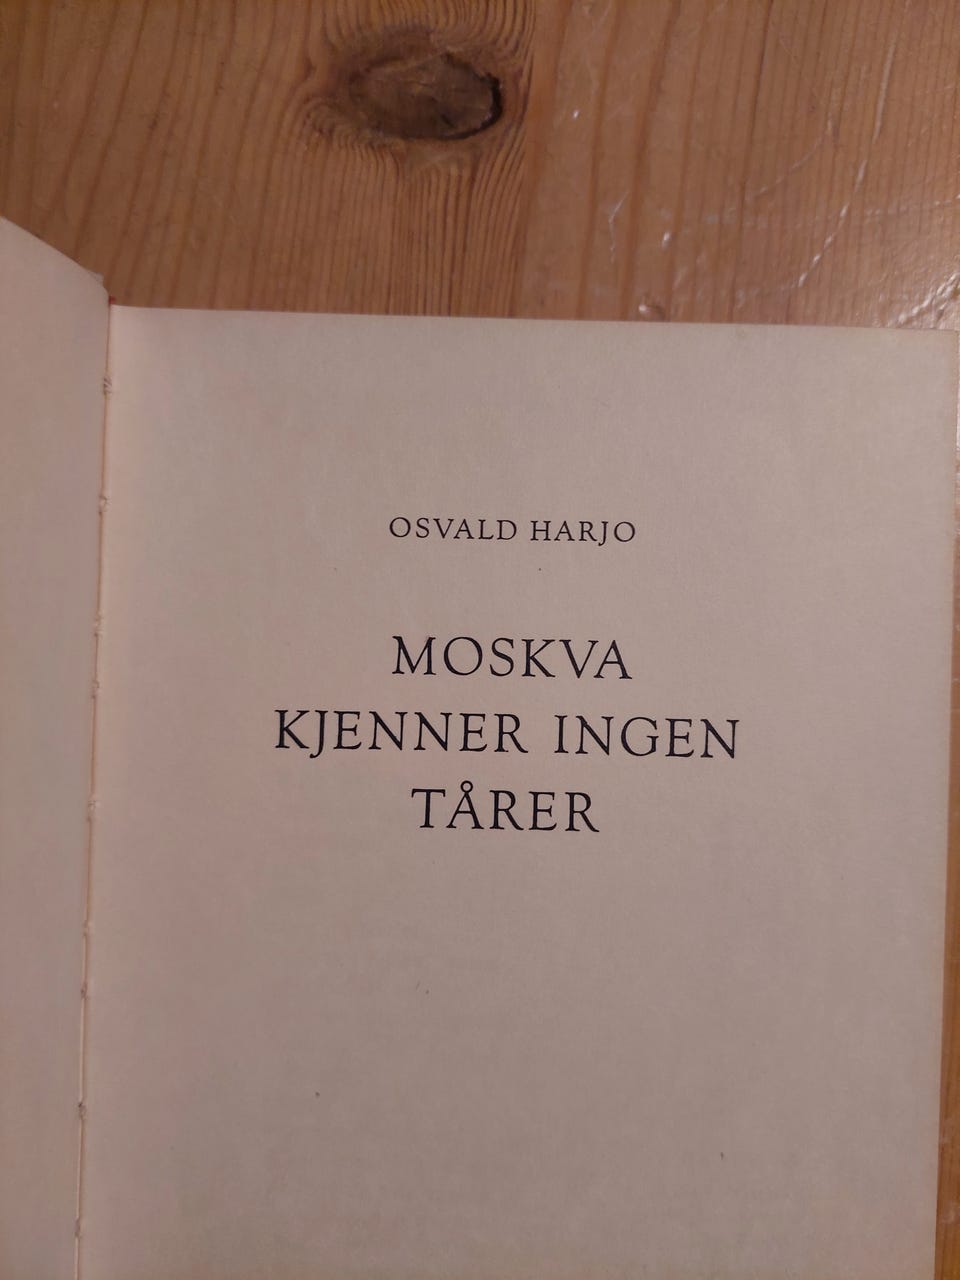 OSVALD HARJO
MOSKVA
KJENNER INGEN
TÅRER